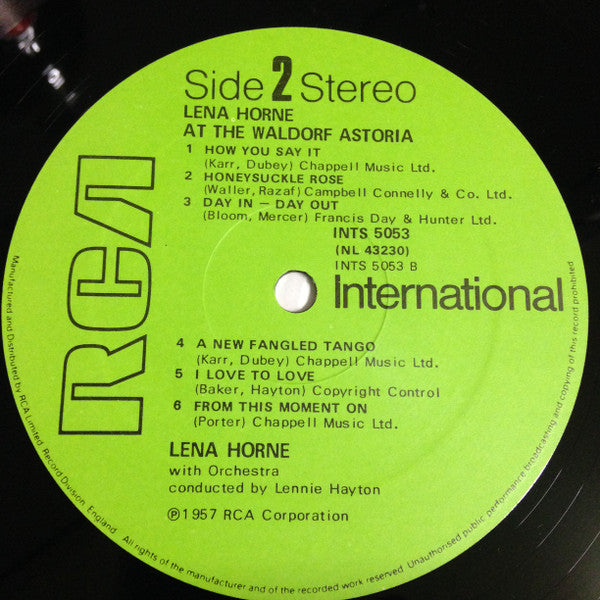 Side 2 Stereo
LENA HORNE
AT THE WALDORF ASTORIA
1 HOW YOU SAY IT
(Karr, Dubey) Chappell Music Ltd.
2 HONEYSUCKLE ROSE
(Waller, Razaf) Campbell Connelly & Co. Ltd.
3 DAY IN – DAY OUT
(Bloom, Mercer) Francis Day & Hunter Ltd.
INTS 5053
(NL 43230)
INTS 5053 B
RCA
International
4 A NEW FANGLED TANGO
(Karr, Dubey) Chappell Music Ltd.
5 I LOVE TO LOVE
(Baker, Hayton) Copyright Control
6 FROM THIS MOMENT ON
(Porter) Chappell Music Ltd.
LENA HORNE
with Orchestra
conducted by Lennie Hayton
℗1957 RCA Corporation
Manufactured and Distributed by RCA Limited. Record Division. England. All rights of the manufacturer and of the recorded work reserved. Unauthorised public performance broadcasting and copying of this record prohibited